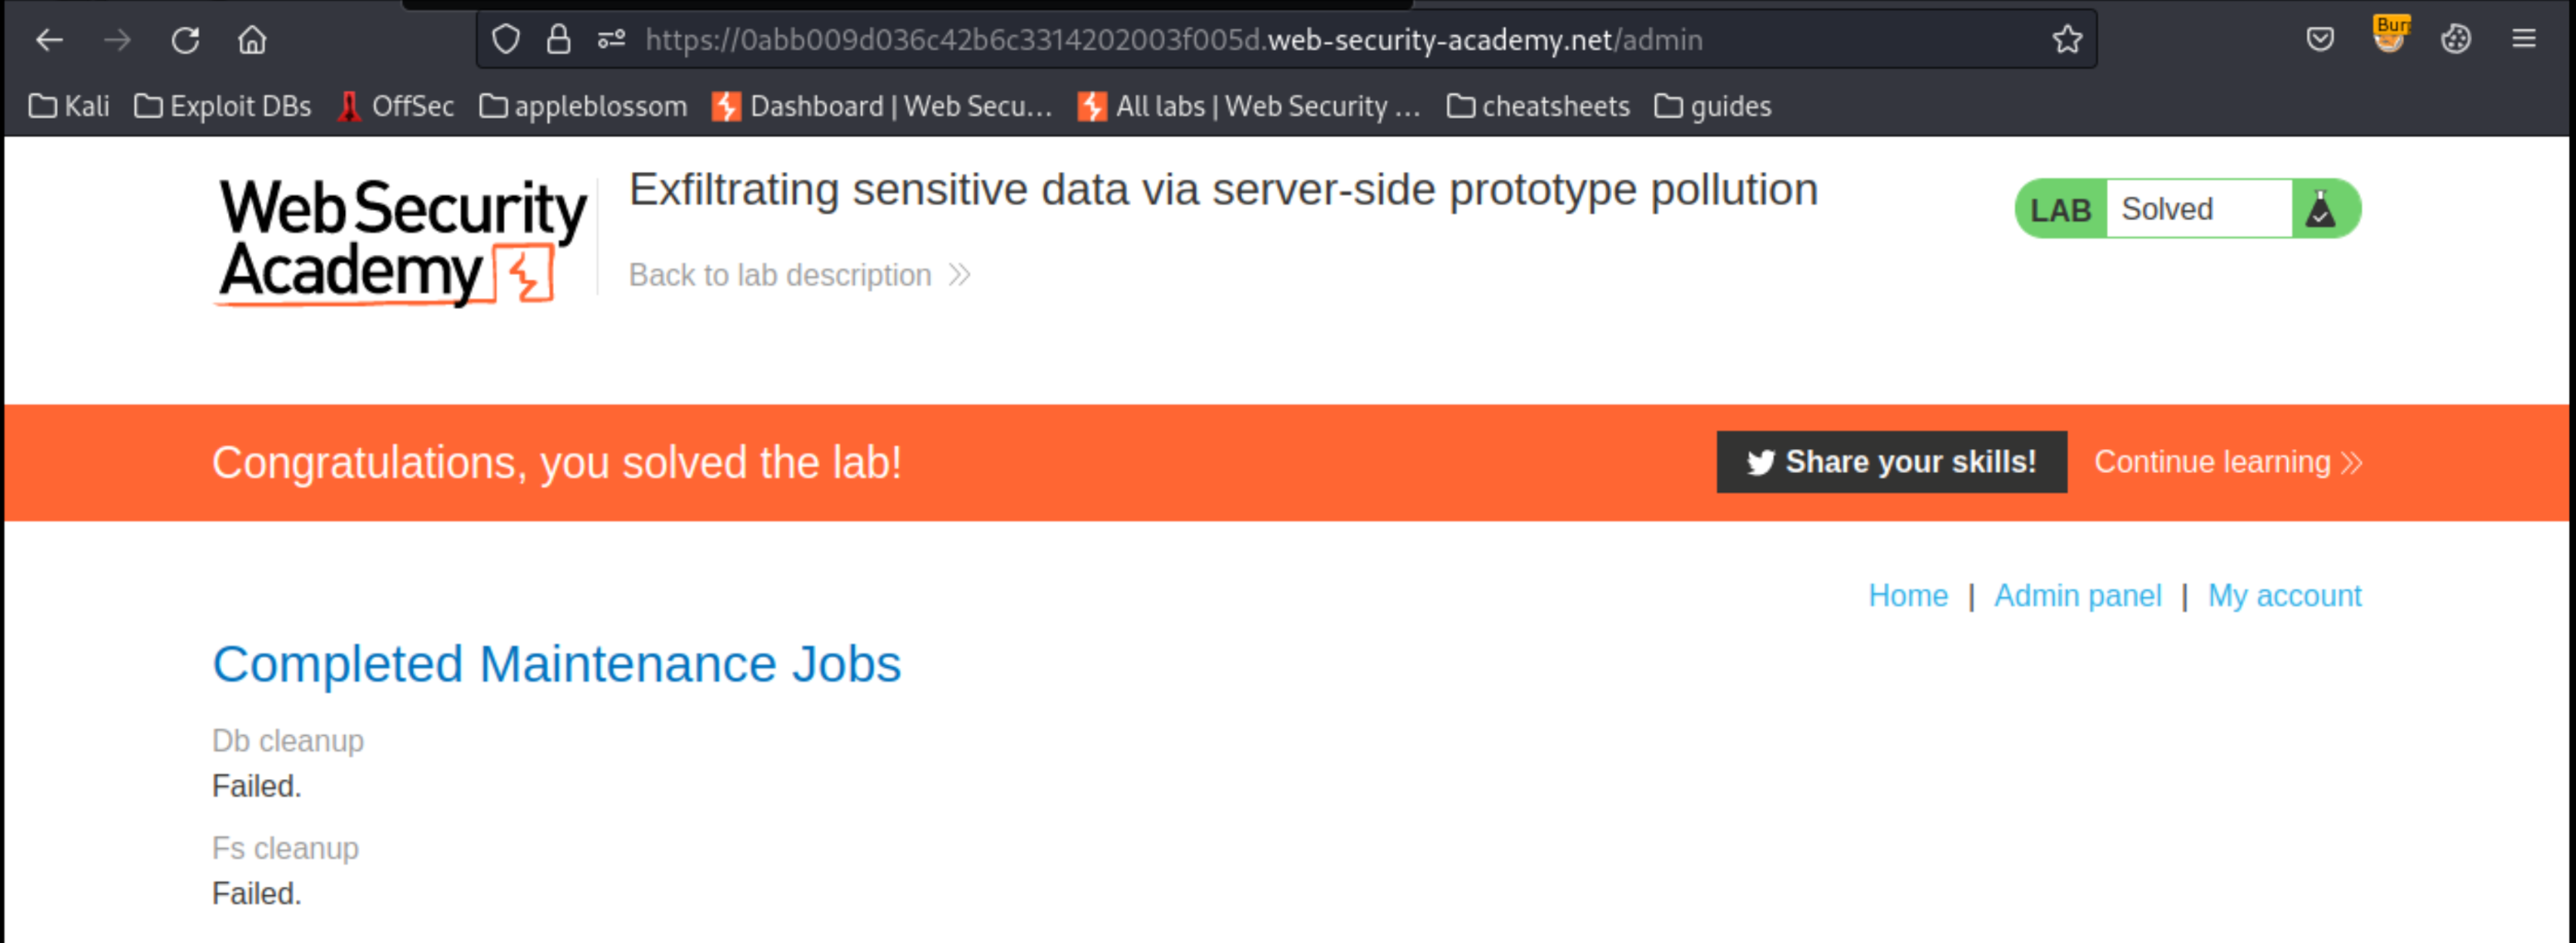 https://0abb009d036c42b6c3314202003f005d.web-security-academy.net/admin
Bur
Kali Exploit DBs OffSec appleblossom Dashboard | Web Secu... All labs | Web Security ... cheatsheets guides
Web Security
Academy
Exfiltrating sensitive data via server-side prototype pollution
Back to lab description
LAB Solved
Congratulations, you solved the lab!
Share your skills! Continue learning
Home | Admin panel | My account
Completed Maintenance Jobs
Db cleanup
Failed.
Fs cleanup
Failed.